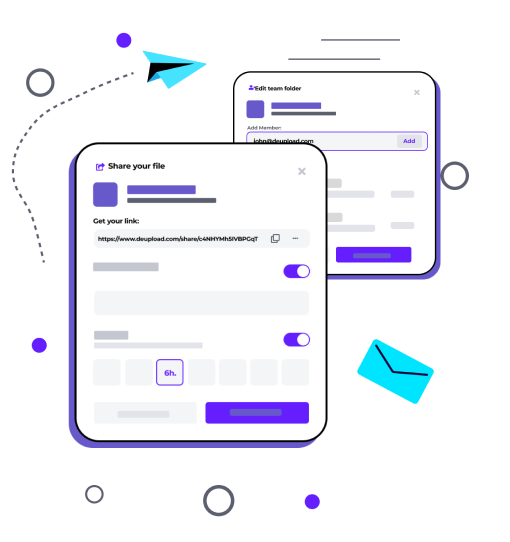 Edit team folder
Add Member:
john@deupload.com
Add
Share your file
Get your link:
https://www.deupload.com/share/c4NHYMh5IVBPGqT
6h.